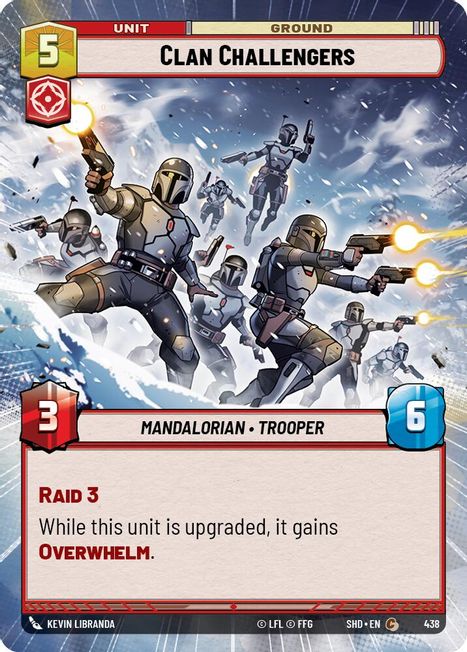 UNIT GROUND
5 CLAN CHALLENGERS
3 MANDALORIAN • TROOPER 6
RAID 3
While this unit is upgraded, it gains
OVERWHELM.
KEVIN LIBRANDA © LFL © FFG SHD • EN C 438